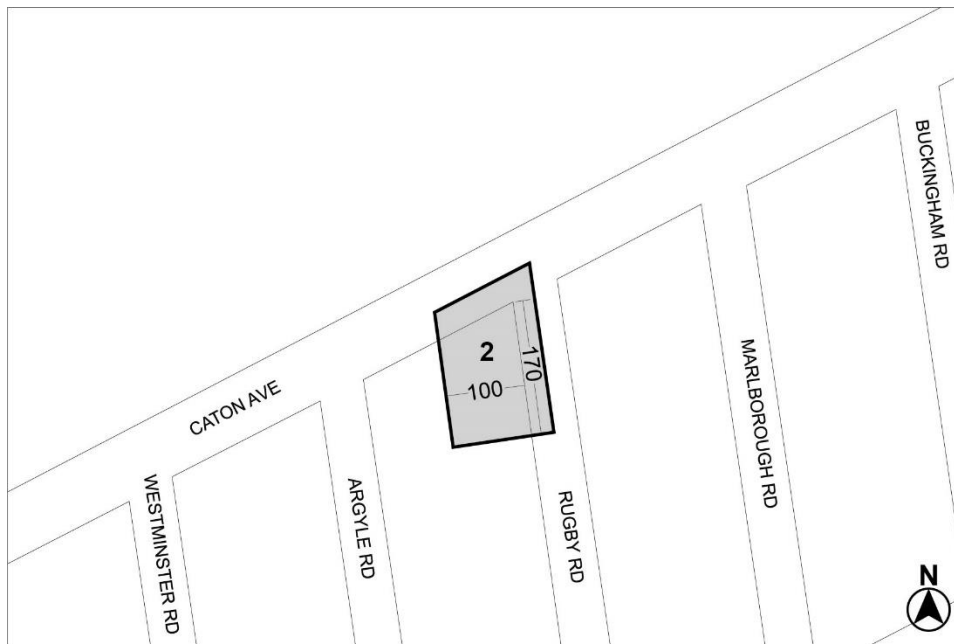 BUCKINGHAM RD
2
170
100
MARLBOROUGH RD
CATON AVE
WESTMINSTER RD
ARGYLE RD
RUGBY RD
N